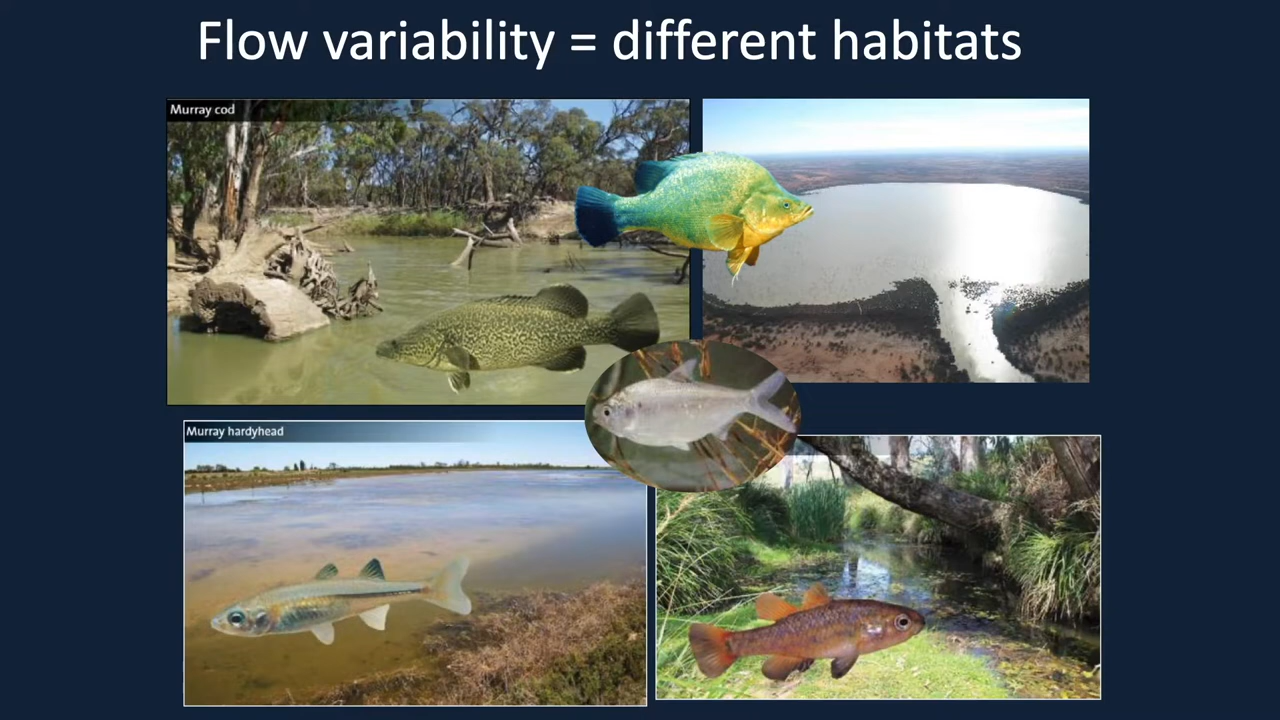 Flow variability = different habitats
Murray cod
Murray hardyhead